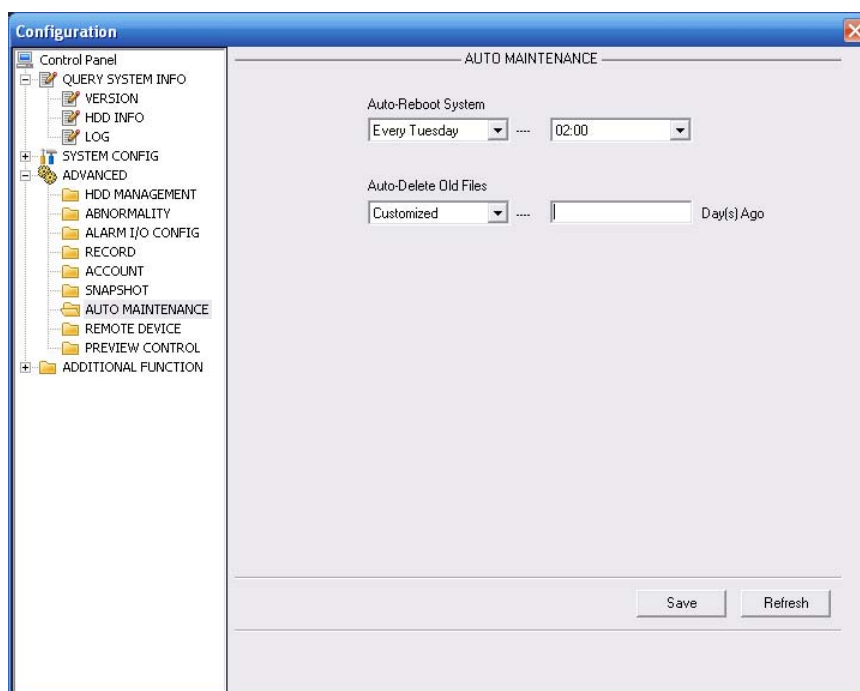 Configuration
Control Panel
QUERY SYSTEM INFO
VERSION
HDD INFO
LOG
SYSTEM CONFIG
ADVANCED
HDD MANAGEMENT
ABNORMALITY
ALARM I/O CONFIG
RECORD
ACCOUNT
SNAPSHOT
AUTO MAINTENANCE
REMOTE DEVICE
PREVIEW CONTROL
ADDITIONAL FUNCTION
AUTO MAINTENANCE
Auto-Reboot System
Every Tuesday ---- 02:00
Auto-Delete Old Files
Customized ---- Day(s) Ago
Save Refresh